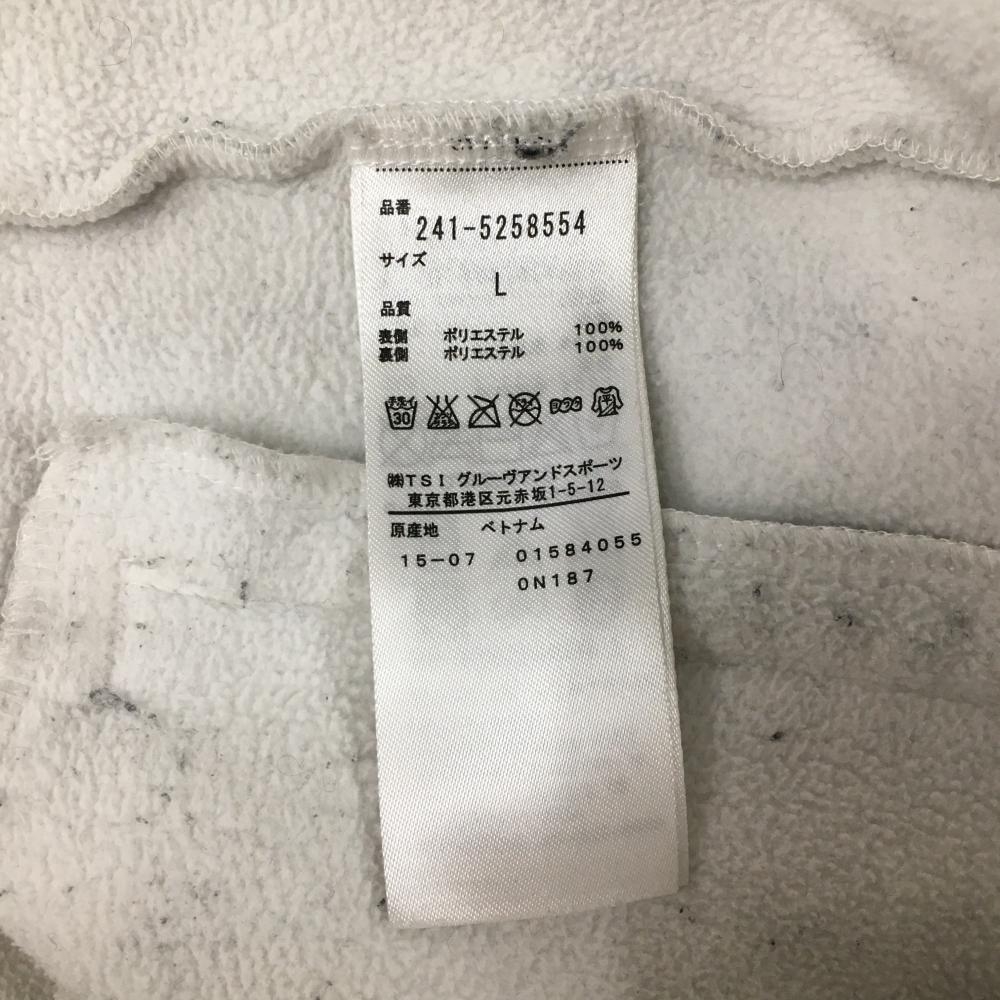 品番
241-5258554
サイズ
L
品質
表側 ポリエステル 100%
裏側 ポリエステル 100%
30
㈱TSI グルーヴアンドスポーツ
東京都港区元赤坂1-5-12
原産地 ベトナム
15-07 01584055
0N187